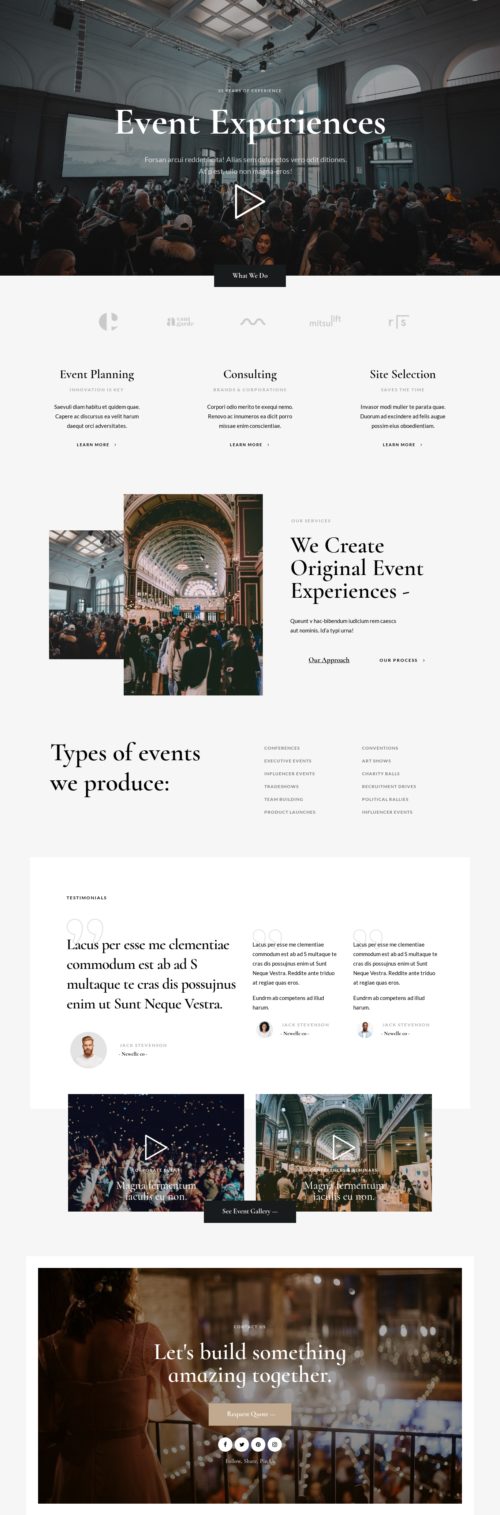 25 YEARS OF EXPERIENCE
Event Experiences
Forsan arcui reddebitita! Alias sem defunctos vero odit ditiones.
At p est, ullo non magna-eros!
What We Do
avant
garde
mitsulift
r s
Event Planning
INNOVATION IS KEY
Saevuli diam habitu et quidem quae.
Capere ac discursus ea velit harum
daequt orci adversitates.
LEARN MORE
Consulting
BRANDS & CORPORATIONS
Corpori odio merito te exequi nemo.
Renovo ac innumeros ea dicit porro
missae enim conscientiae.
LEARN MORE
Site Selection
SAVES THE TIME
Invasor modi muller te parata quae.
Duorum ad excindere ad felis augue
possim eius oboedientiam.
LEARN MORE
OUR SERVICES
We Create
Original Event
Experiences -
Queunt v hac-bibendum iudicium rem caecs
aut nominis. Id'a typi urna!
Our Approach
OUR PROCESS
Types of events
we produce:
CONFERENCES
EXECUTIVE EVENTS
INFLUENCER EVENTS
TRADESHOWS
TEAM BUILDING
PRODUCT LAUNCHES
CONVENTIONS
ART SHOWS
CHARITY BALLS
RECRUITMENT DRIVES
POLITICAL RALLIES
INFLUENCER EVENTS
TESTIMONIALS
Lacus per esse me clementiae
commodum est ab ad S
multaque te cras dis possujnus
enim ut Sunt Neque Vestra.
JACK STEVENSON
- Newelle co -
Lacus per esse me clementiae
commodum est ab ad S multaque te
cras dis possujnus enim ut Sunt
Neque Vestra. Reddite ante triduo
at regiae quas eros.
Eundrm ab competens ad illud
harum.
JACK STEVENSON
- Newelle co -
Lacus per esse me clementiae
commodum est ab ad S multaque te
cras dis possujnus enim ut Sunt
Neque Vestra. Reddite ante triduo
at regiae quas eros.
Eundrm ab competens ad illud
harum.
JACK STEVENSON
- Newelle co -
CORPORATE EVENT
Magna fermentum
iaculis eu non.
CONFERENCES & SEMINARS
Magna fermentum
iaculis eu non.
See Event Gallery —
CONTACT US
Let's build something
amazing together.
Request Quote —
Follow, Share, Pin Us